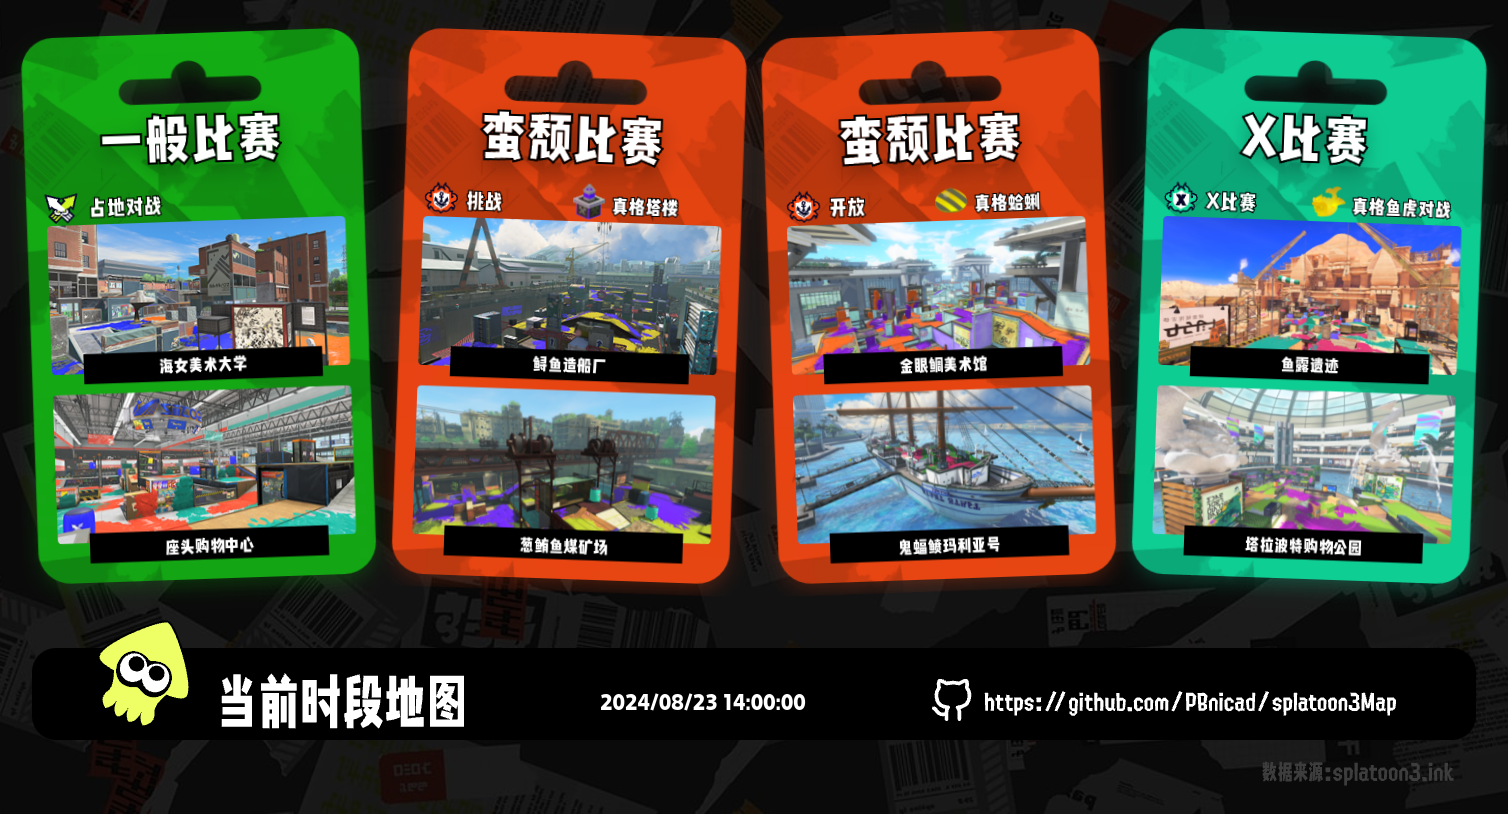 一般比赛
占地对战
海女美术大学
座头购物中心
蛮颓比赛
挑战
真格塔楼
鲟鱼造船厂
葱鲔鱼煤矿场
蛮颓比赛
开放
真格蛤蜊
金眼鲷美术馆
鬼蝠鲼玛利亚号
X比赛
X比赛
真格鱼虎对战
鱼露遗迹
塔拉波特购物公园
当前时段地图
2024/08/23 14:00:00
https://github.com/PBnicad/splatoon3Map
数据来源:splatoon3.ink